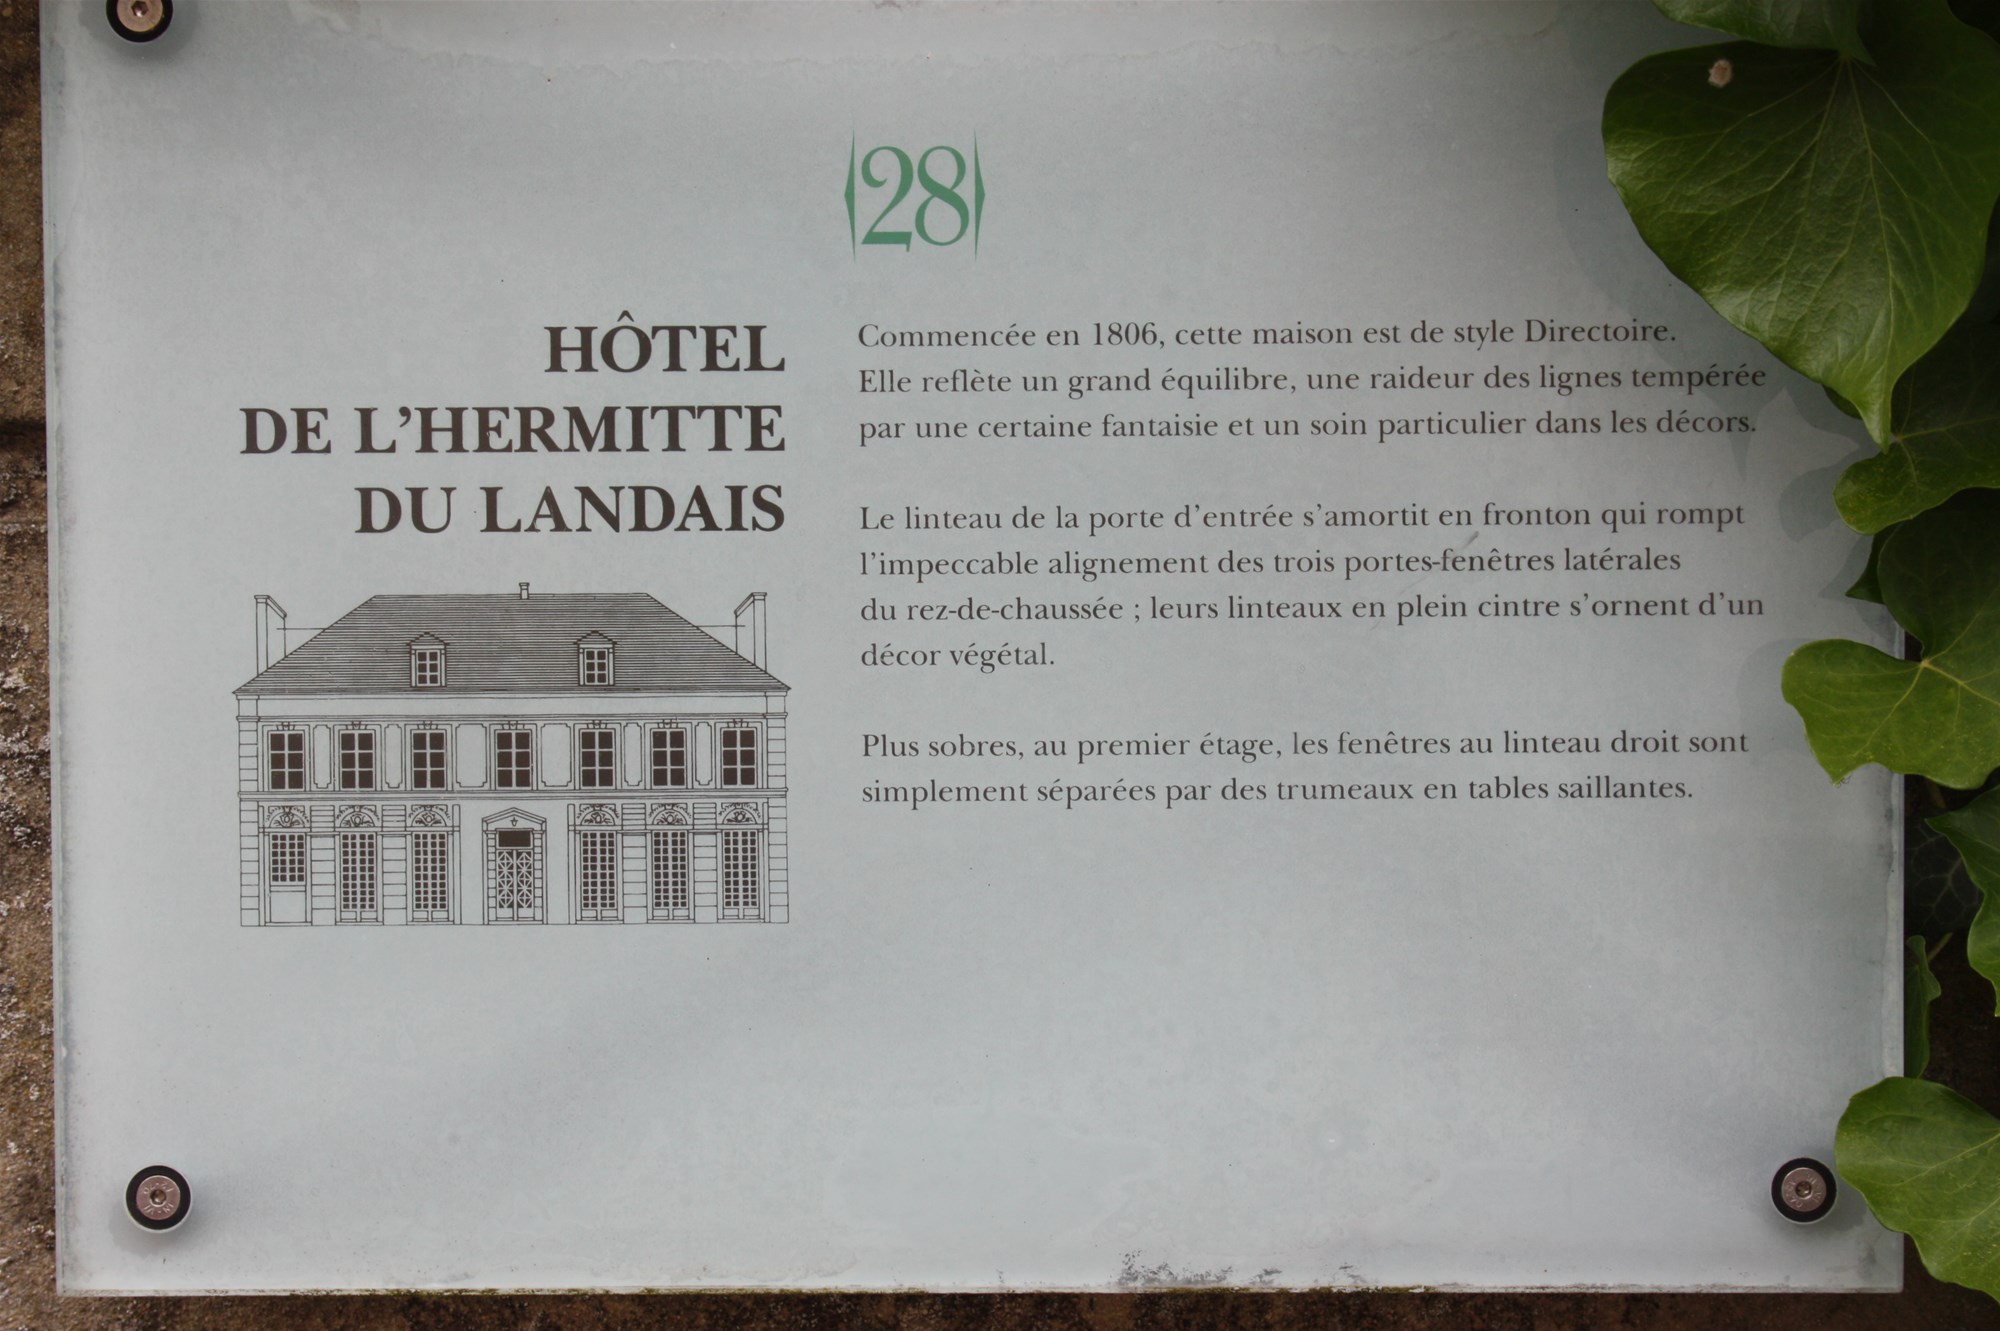 28
HÔTEL
DE L'HERMITTE
DU LANDAIS
Commencée en 1806, cette maison est de style Directoire.
Elle reflète un grand équilibre, une raideur des lignes tempérée
par une certaine fantaisie et un soin particulier dans les décors.
Le linteau de la porte d'entrée s'amortit en fronton qui rompt
l'impeccable alignement des trois portes-fenêtres latérales
du rez-de-chaussée ; leurs linteaux en plein cintre s'ornent d'un
décor végétal.
Plus sobres, au premier étage, les fenêtres au linteau droit sont
simplement séparées par des trumeaux en tables saillantes.